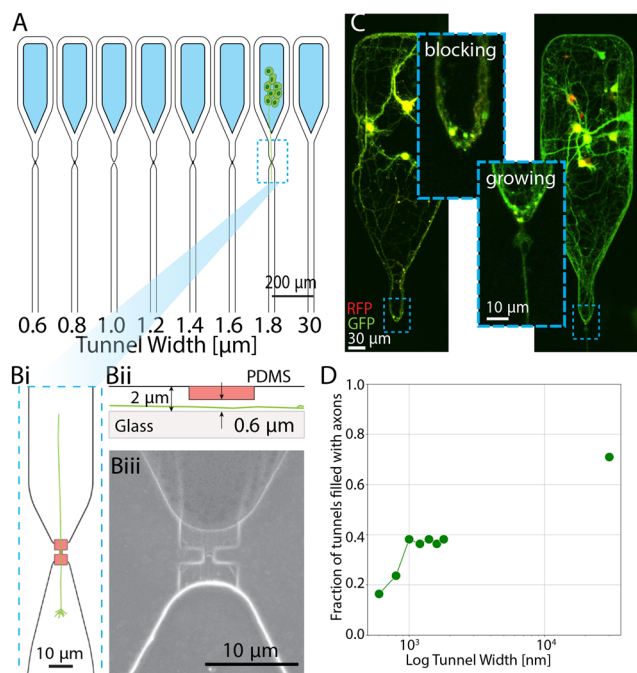 A
200 µm
0.6 0.8 1.0 1.2 1.4 1.6 1.8 30
Tunnel Width [µm]
Bi
10 µm
Bii
PDMS
2 µm
Glass
0.6 µm
Biii
10 µm
C
blocking
growing
10 µm
RFP
GFP
30 µm
D
Fraction of tunnels filled with axons
1.0
0.8
0.6
0.4
0.2
0.0
10³ 10⁴
Log Tunnel Width [nm]